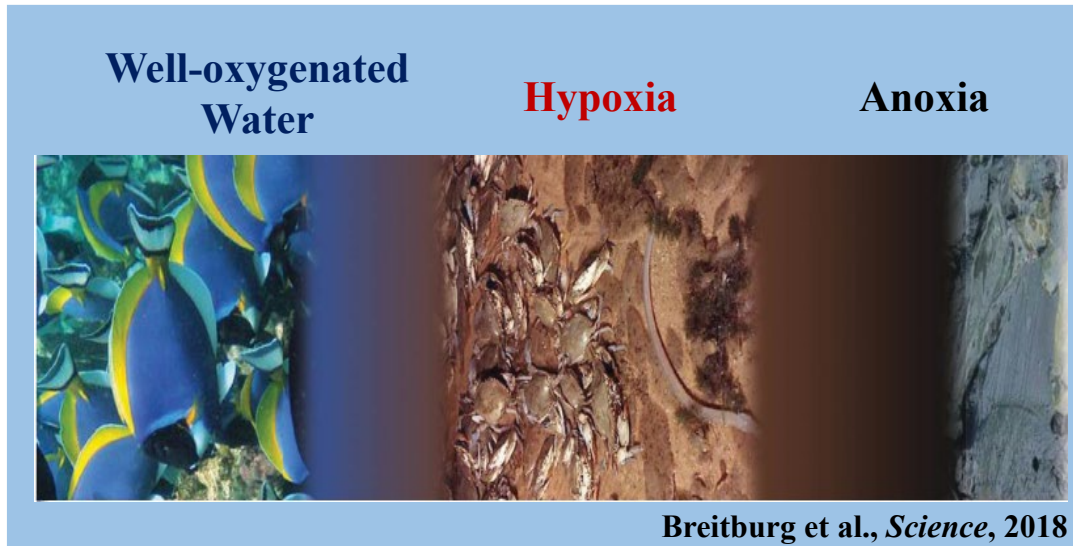 Well-oxygenated
Water
Hypoxia
Anoxia
Breitburg et al., Science, 2018